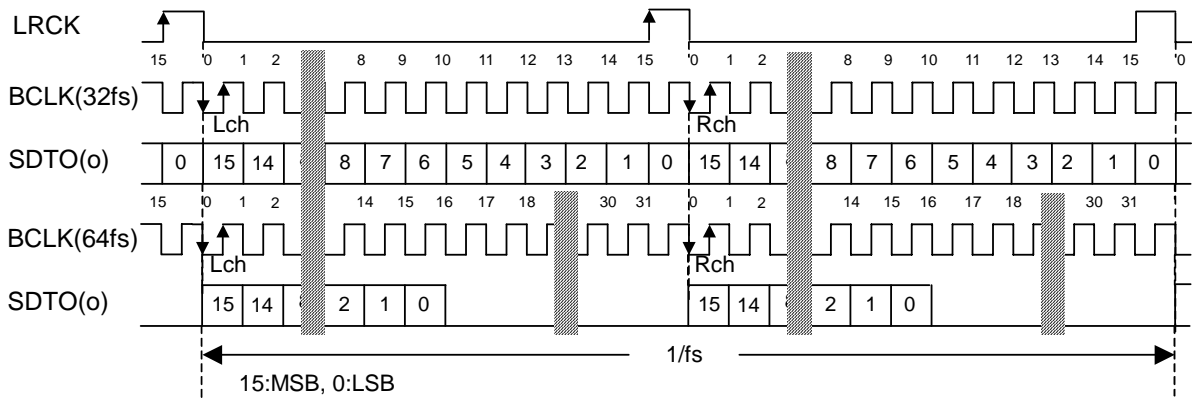 LRCK
15 0 1 2 8 9 10 11 12 13 14 15 0 1 2 8 9 10 11 12 13 14 15 0
BCLK(32fs)
Lch Rch
SDTO(o) 0 15 14 8 7 6 5 4 3 2 1 0 15 14 8 7 6 5 4 3 2 1 0
15 0 1 2 14 15 16 17 18 30 31 0 1 2 14 15 16 17 18 30 31
BCLK(64fs)
Lch Rch
SDTO(o) 15 14 2 1 0 15 14 2 1 0
1/fs
15:MSB, 0:LSB